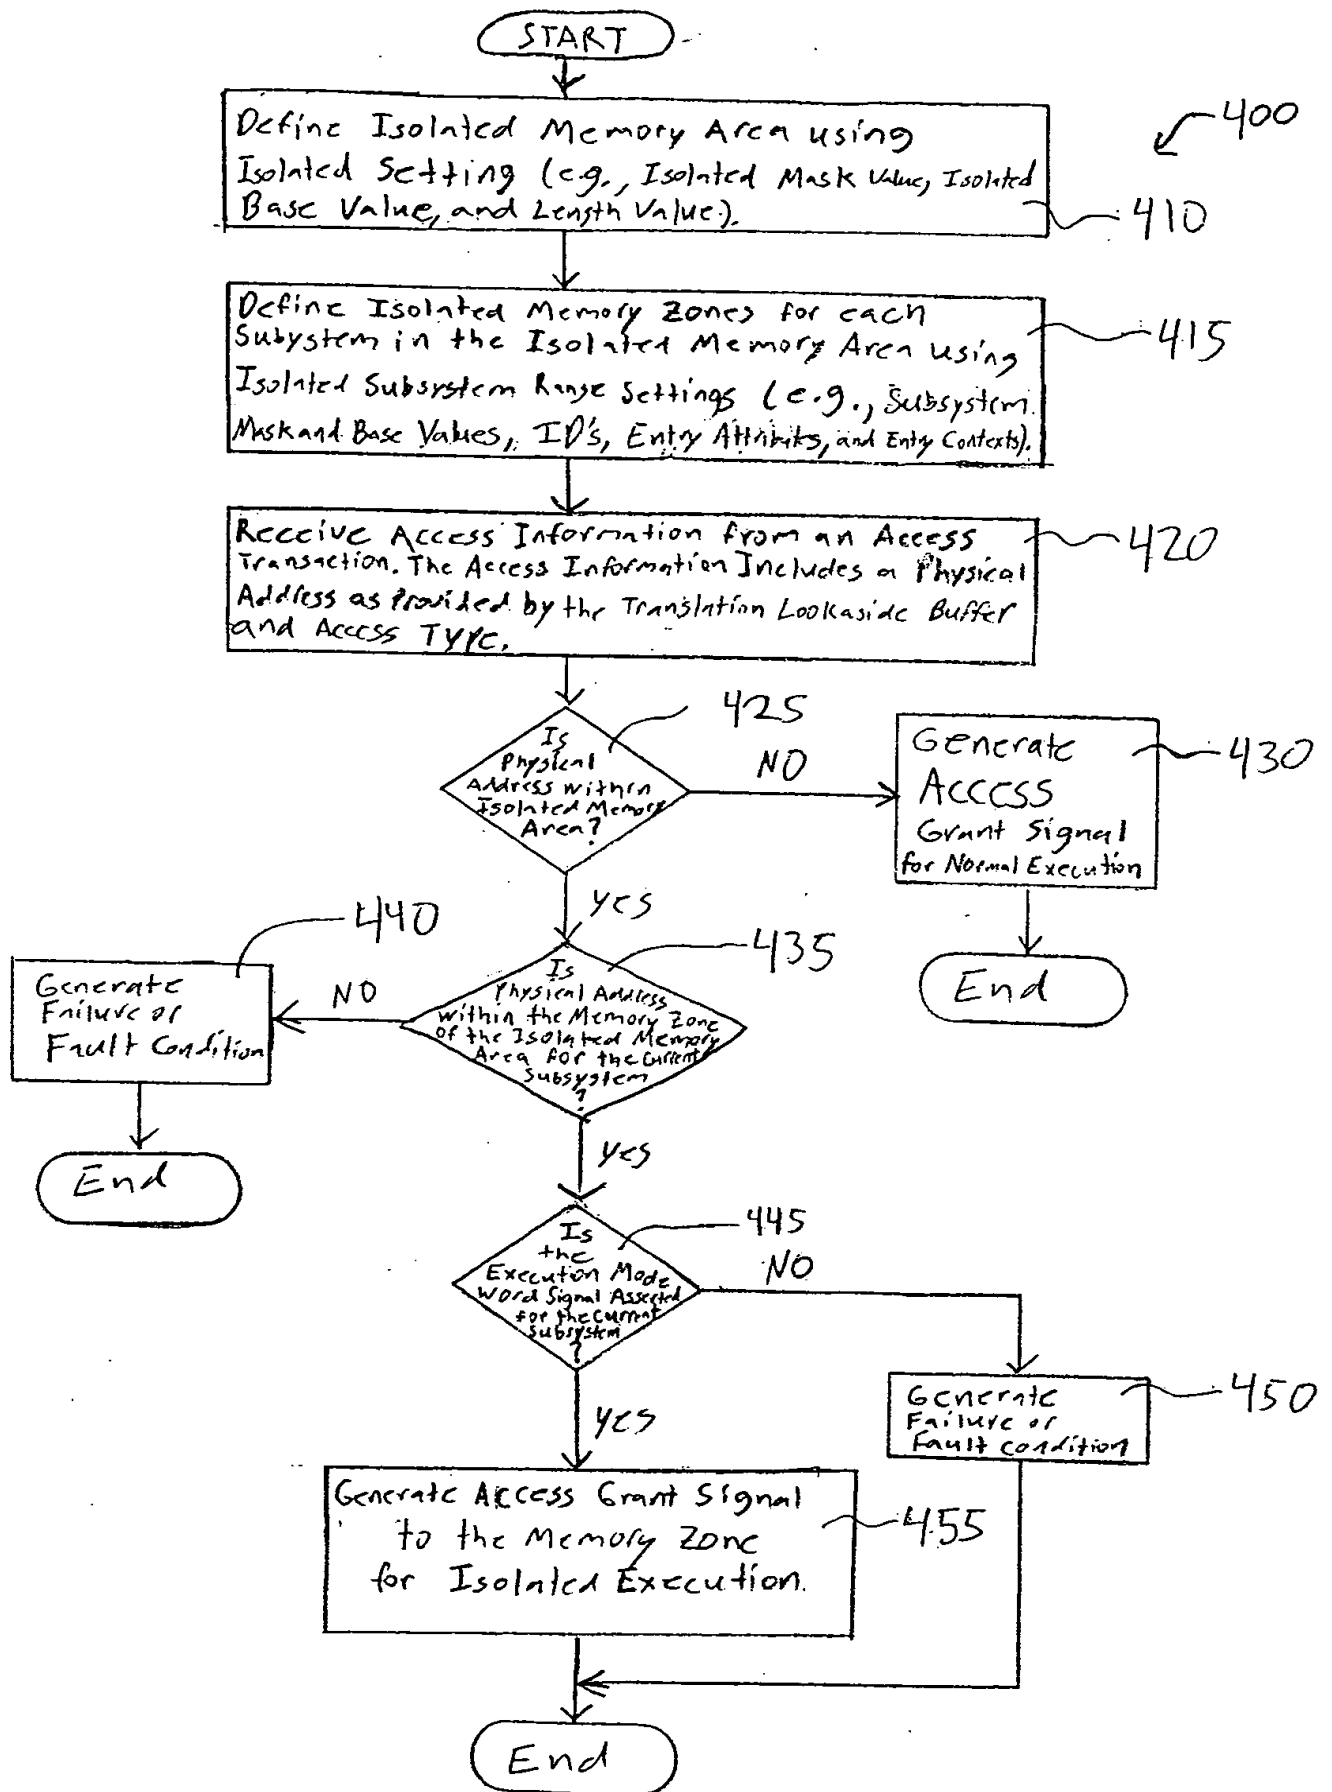 START
400
Define Isolated Memory Area using
Isolated Setting (e.g., Isolated Mask Value, Isolated
Base Value, and Length Value).
410
Define Isolated Memory Zones for each
Subystem in the Isolated Memory Area using
Isolated Subsystem Range Settings (e.g., Subsystem
Mask and Base Values, ID's, Entry Attributes, and Entry Contexts).
415
Receive Access Information from an Access
Transaction. The Access Information Includes a Physical
Address as Provided by the Translation Lookaside Buffer
and Access Type.
420
Is
Physical
Address within
Isolated Memory
Area?
425
NO
Generate
Access
Grant Signal
for Normal Execution
430
End
YES
Is
Physical Address
within the Memory Zone
of the Isolated Memory
Area for the Current
Subsystem
?
435
NO
440
Generate
Failure or
Fault Condition
End
YES
Is
the
Execution Mode
Word Signal Asserted
for the Current
Subsystem
?
445
NO
Generate
Failure or
Fault Condition
450
YES
Generate Access Grant Signal
to the Memory Zone
for Isolated Execution.
455
End